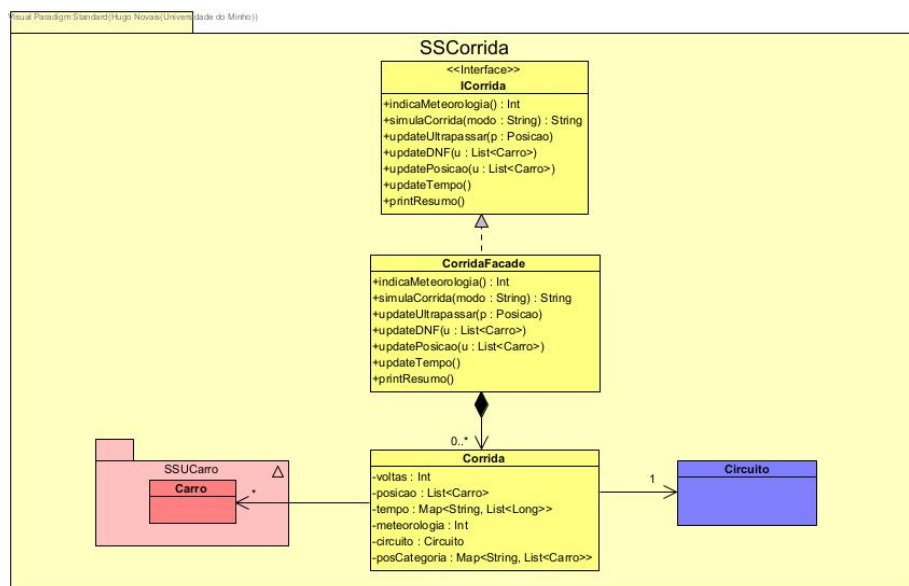 Visual Paradigm Standard(Hugo Novais(Universidade do Minho))
SSCorrida
<<Interface>>
ICorrida
+indicaMeteorologia() : Int
+simulaCorrida(modo : String) : String
+updateUltrapassar(p : Posicao)
+updateDNF(u : List<Carro>)
+updatePosicao(u : List<Carro>)
+updateTempo()
+printResumo()
CorridaFacade
+indicaMeteorologia() : Int
+simulaCorrida(modo : String) : String
+updateUltrapassar(p : Posicao)
+updateDNF(u : List<Carro>)
+updatePosicao(u : List<Carro>)
+updateTempo()
+printResumo()
0..*
SSUCarro
Carro
*
Corrida
-voltas : Int
-posicao : List<Carro>
-tempo : Map<String, List<Long>>
-meteorologia : Int
-circuito : Circuito
-posCategoria : Map<String, List<Carro>>
1
Circuito